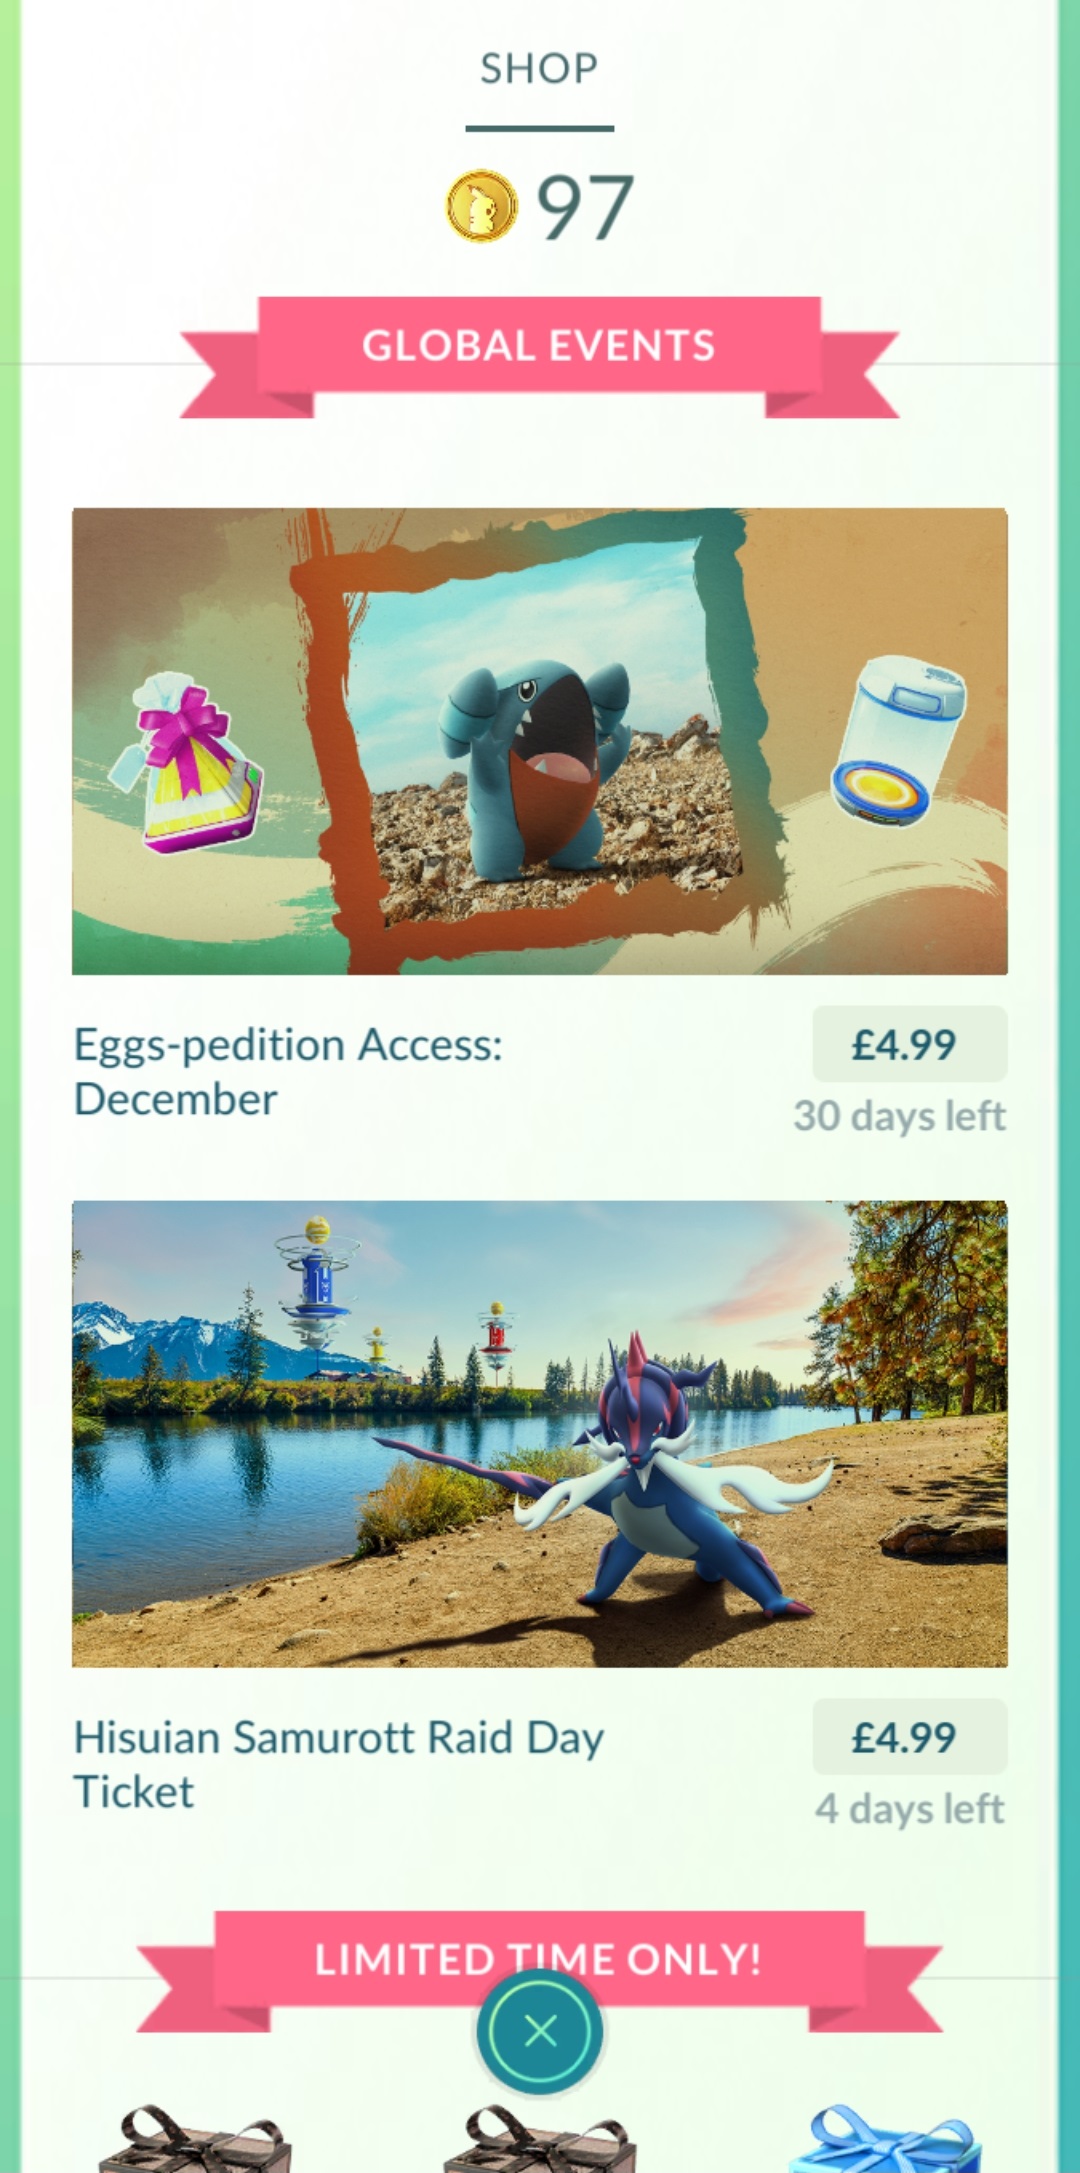 SHOP
97
GLOBAL EVENTS
Eggs-pedition Access:
December
£4.99
30 days left
Hisuian Samurott Raid Day
Ticket
£4.99
4 days left
LIMITED TIME ONLY!